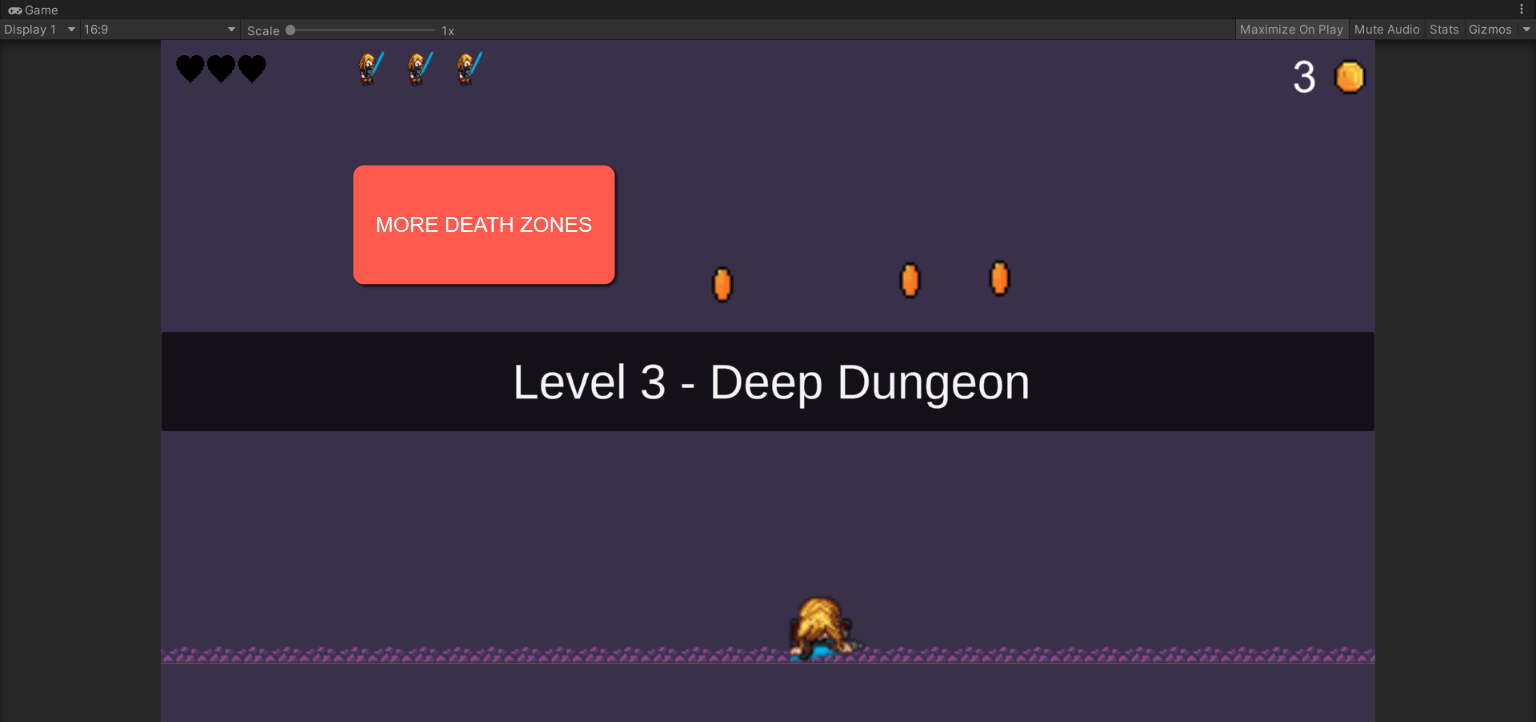 Game
Display 1
16:9
Scale
1x
Maximize On Play
Mute Audio
Stats
Gizmos
3
MORE DEATH ZONES
Level 3 - Deep Dungeon